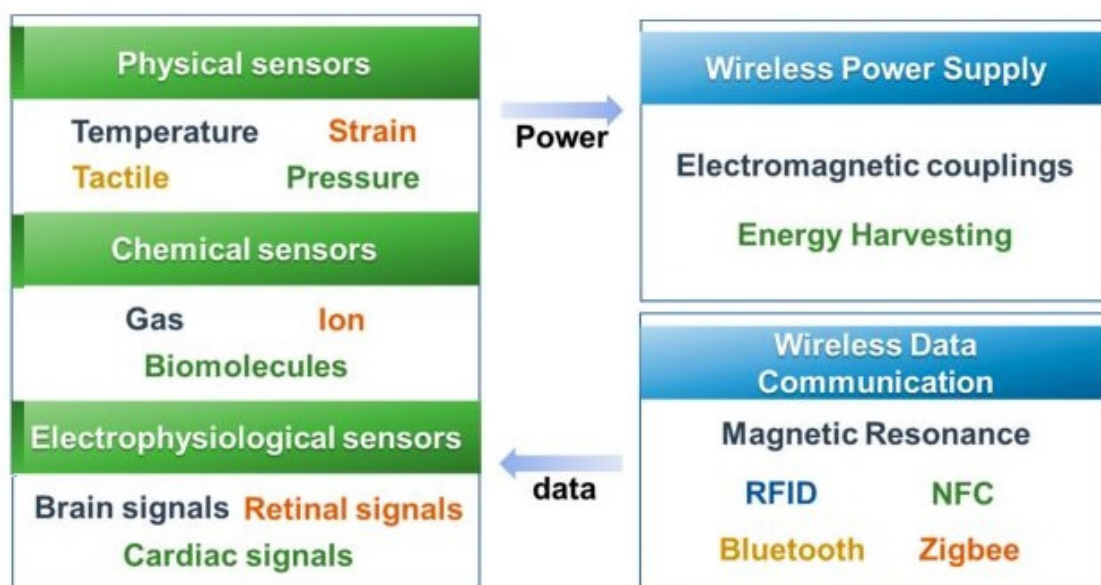 Physical sensors
Temperature Strain
Tactile Pressure
Chemical sensors
Gas Ion
Biomolecules
Electrophysiological sensors
Brain signals Retinal signals
Cardiac signals
Power
data
Wireless Power Supply
Electromagnetic couplings
Energy Harvesting
Wireless Data
Communication
Magnetic Resonance
RFID NFC
Bluetooth Zigbee